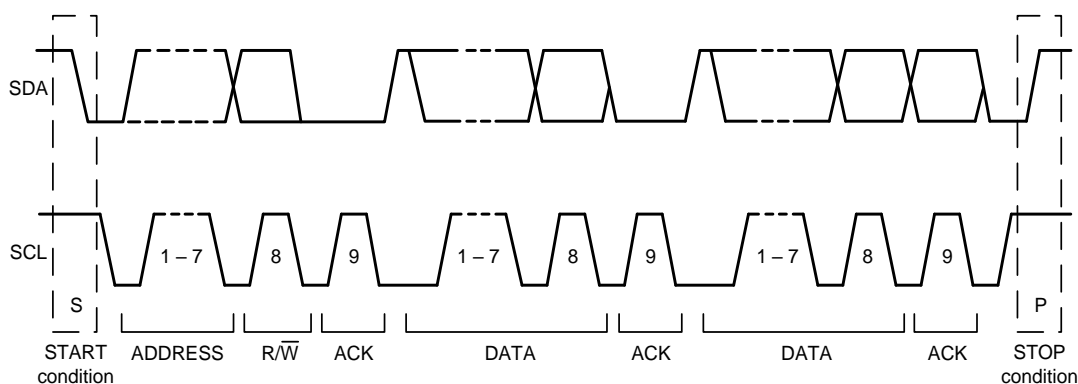 SDA
SCL
1 – 7
8
9
1 – 7
8
9
1 – 7
8
9
S
P
START
condition
ADDRESS
R/W̅
ACK
DATA
ACK
DATA
ACK
STOP
condition